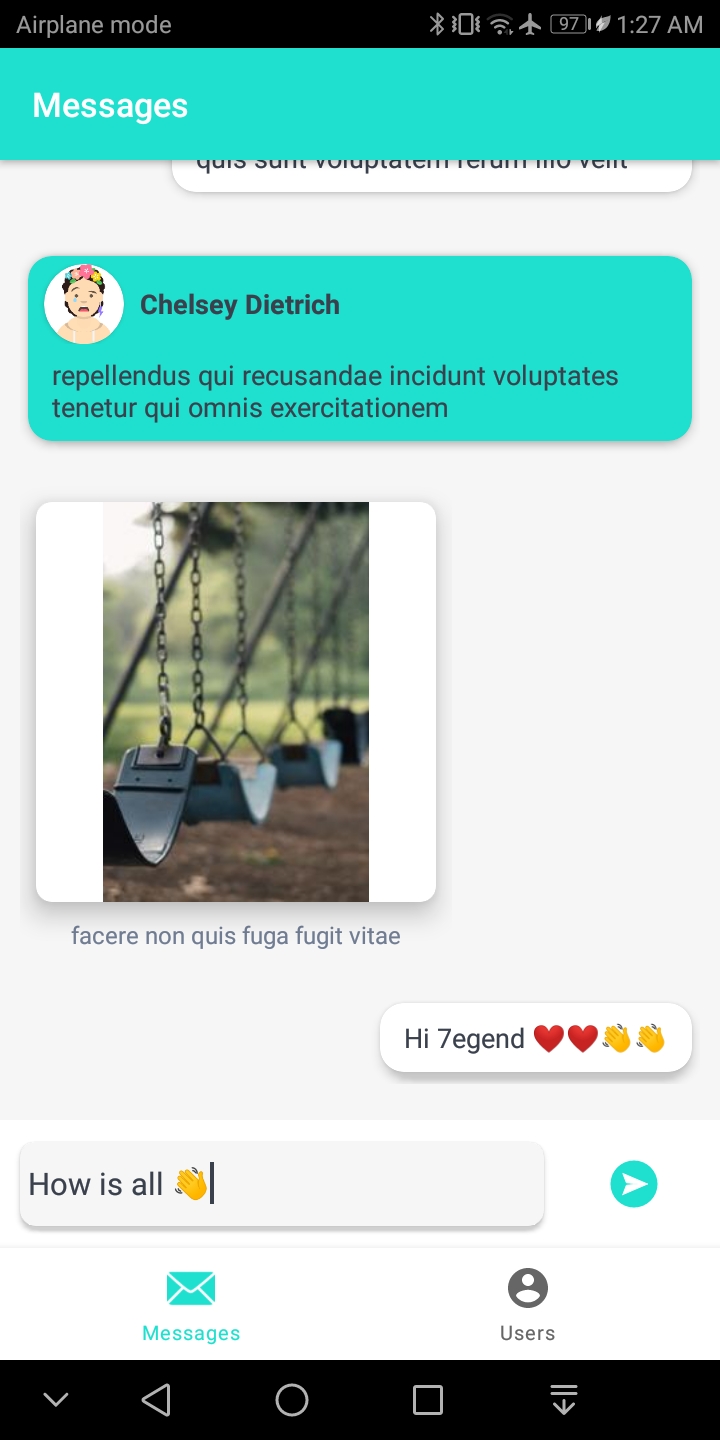 Airplane mode
97
1:27 AM
Messages
quis sunt voluptatem rerum illo velit
Chelsey Dietrich
repellendus qui recusandae incidunt voluptates
tenetur qui omnis exercitationem
facere non quis fuga fugit vitae
Hi 7egend ❤️❤️👋👋
How is all 👋
Messages
Users